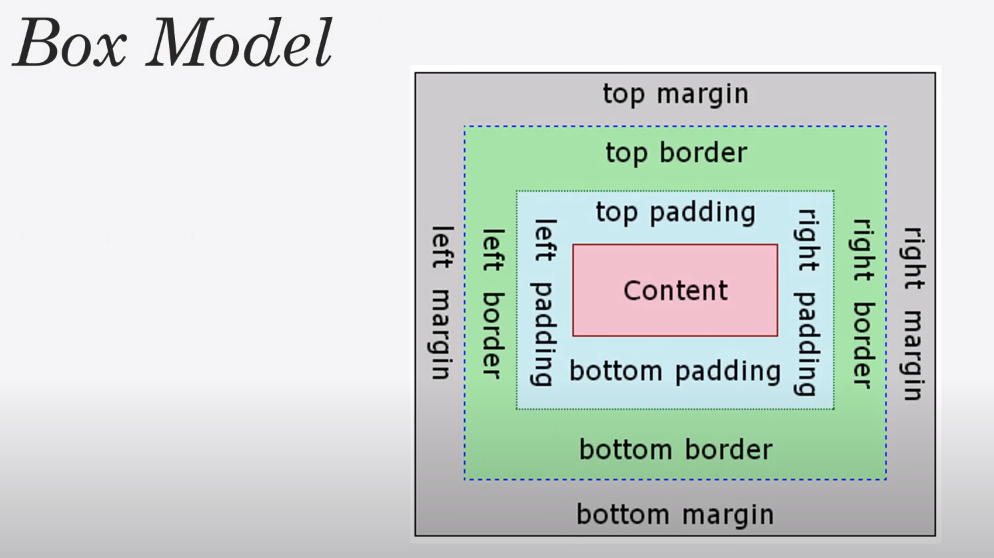 Box Model
top margin
top border
top padding
left margin
left border
left padding
Content
right padding
right border
right margin
bottom padding
bottom border
bottom margin